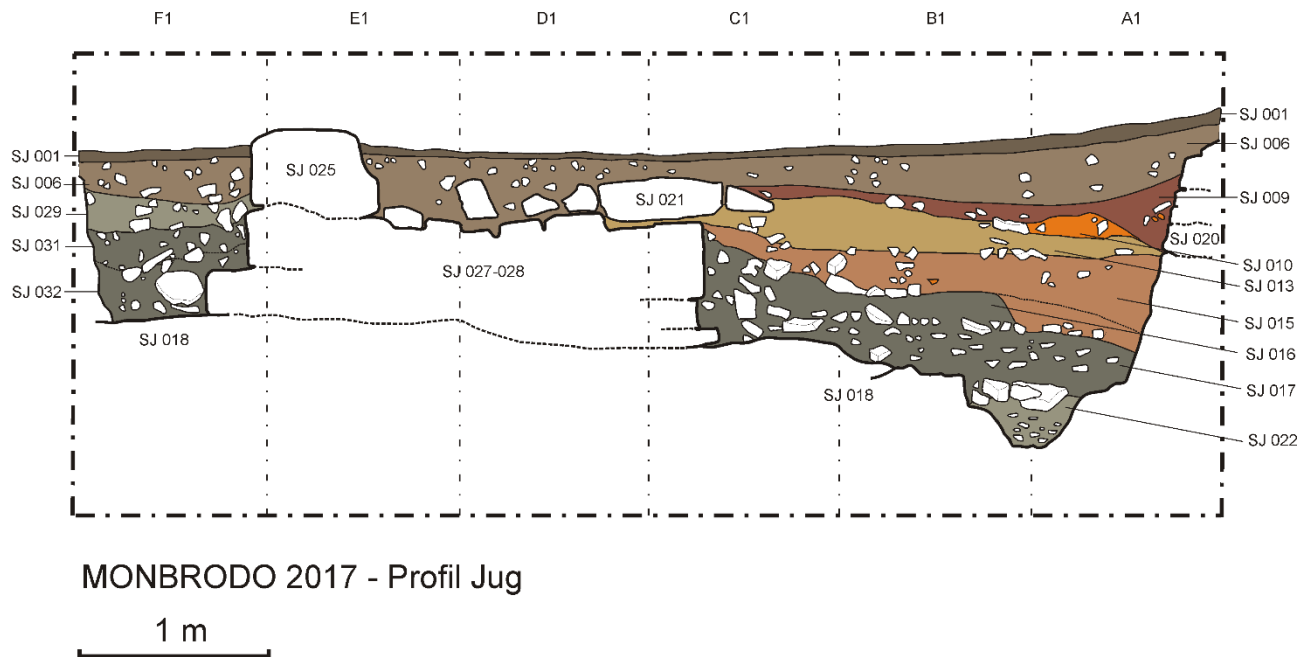 F1 E1 D1 C1 B1 A1
SJ 001
SJ 006
SJ 029
SJ 031
SJ 032
SJ 018
SJ 025
SJ 021
SJ 027-028
SJ 018
SJ 020
SJ 001
SJ 006
SJ 009
SJ 010
SJ 013
SJ 015
SJ 016
SJ 017
SJ 022
MONBRODO 2017 - Profil Jug
1 m